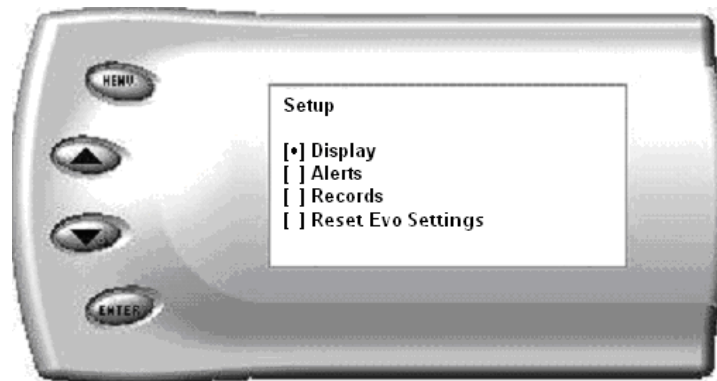 MENU
Setup
[•] Display
[ ] Alerts
[ ] Records
[ ] Reset Evo Settings
ENTER